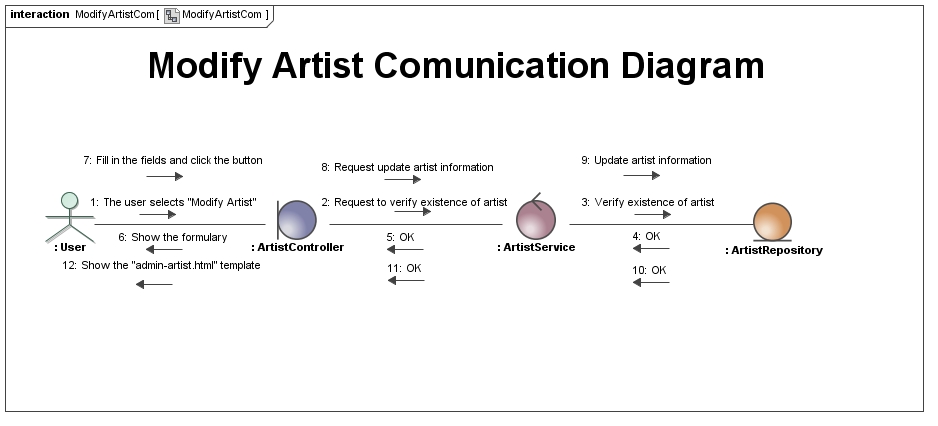 interaction ModifyArtistCom [ ModifyArtistCom ]
Modify Artist Comunication Diagram
7: Fill in the fields and click the button
8: Request update artist information
9: Update artist information
1: The user selects "Modify Artist"
2: Request to verify existence of artist
3: Verify existence of artist
6: Show the formulary
5: OK
4: OK
: User
: ArtistController
: ArtistService
: ArtistRepository
12: Show the "admin-artist.html" template
11: OK
10: OK